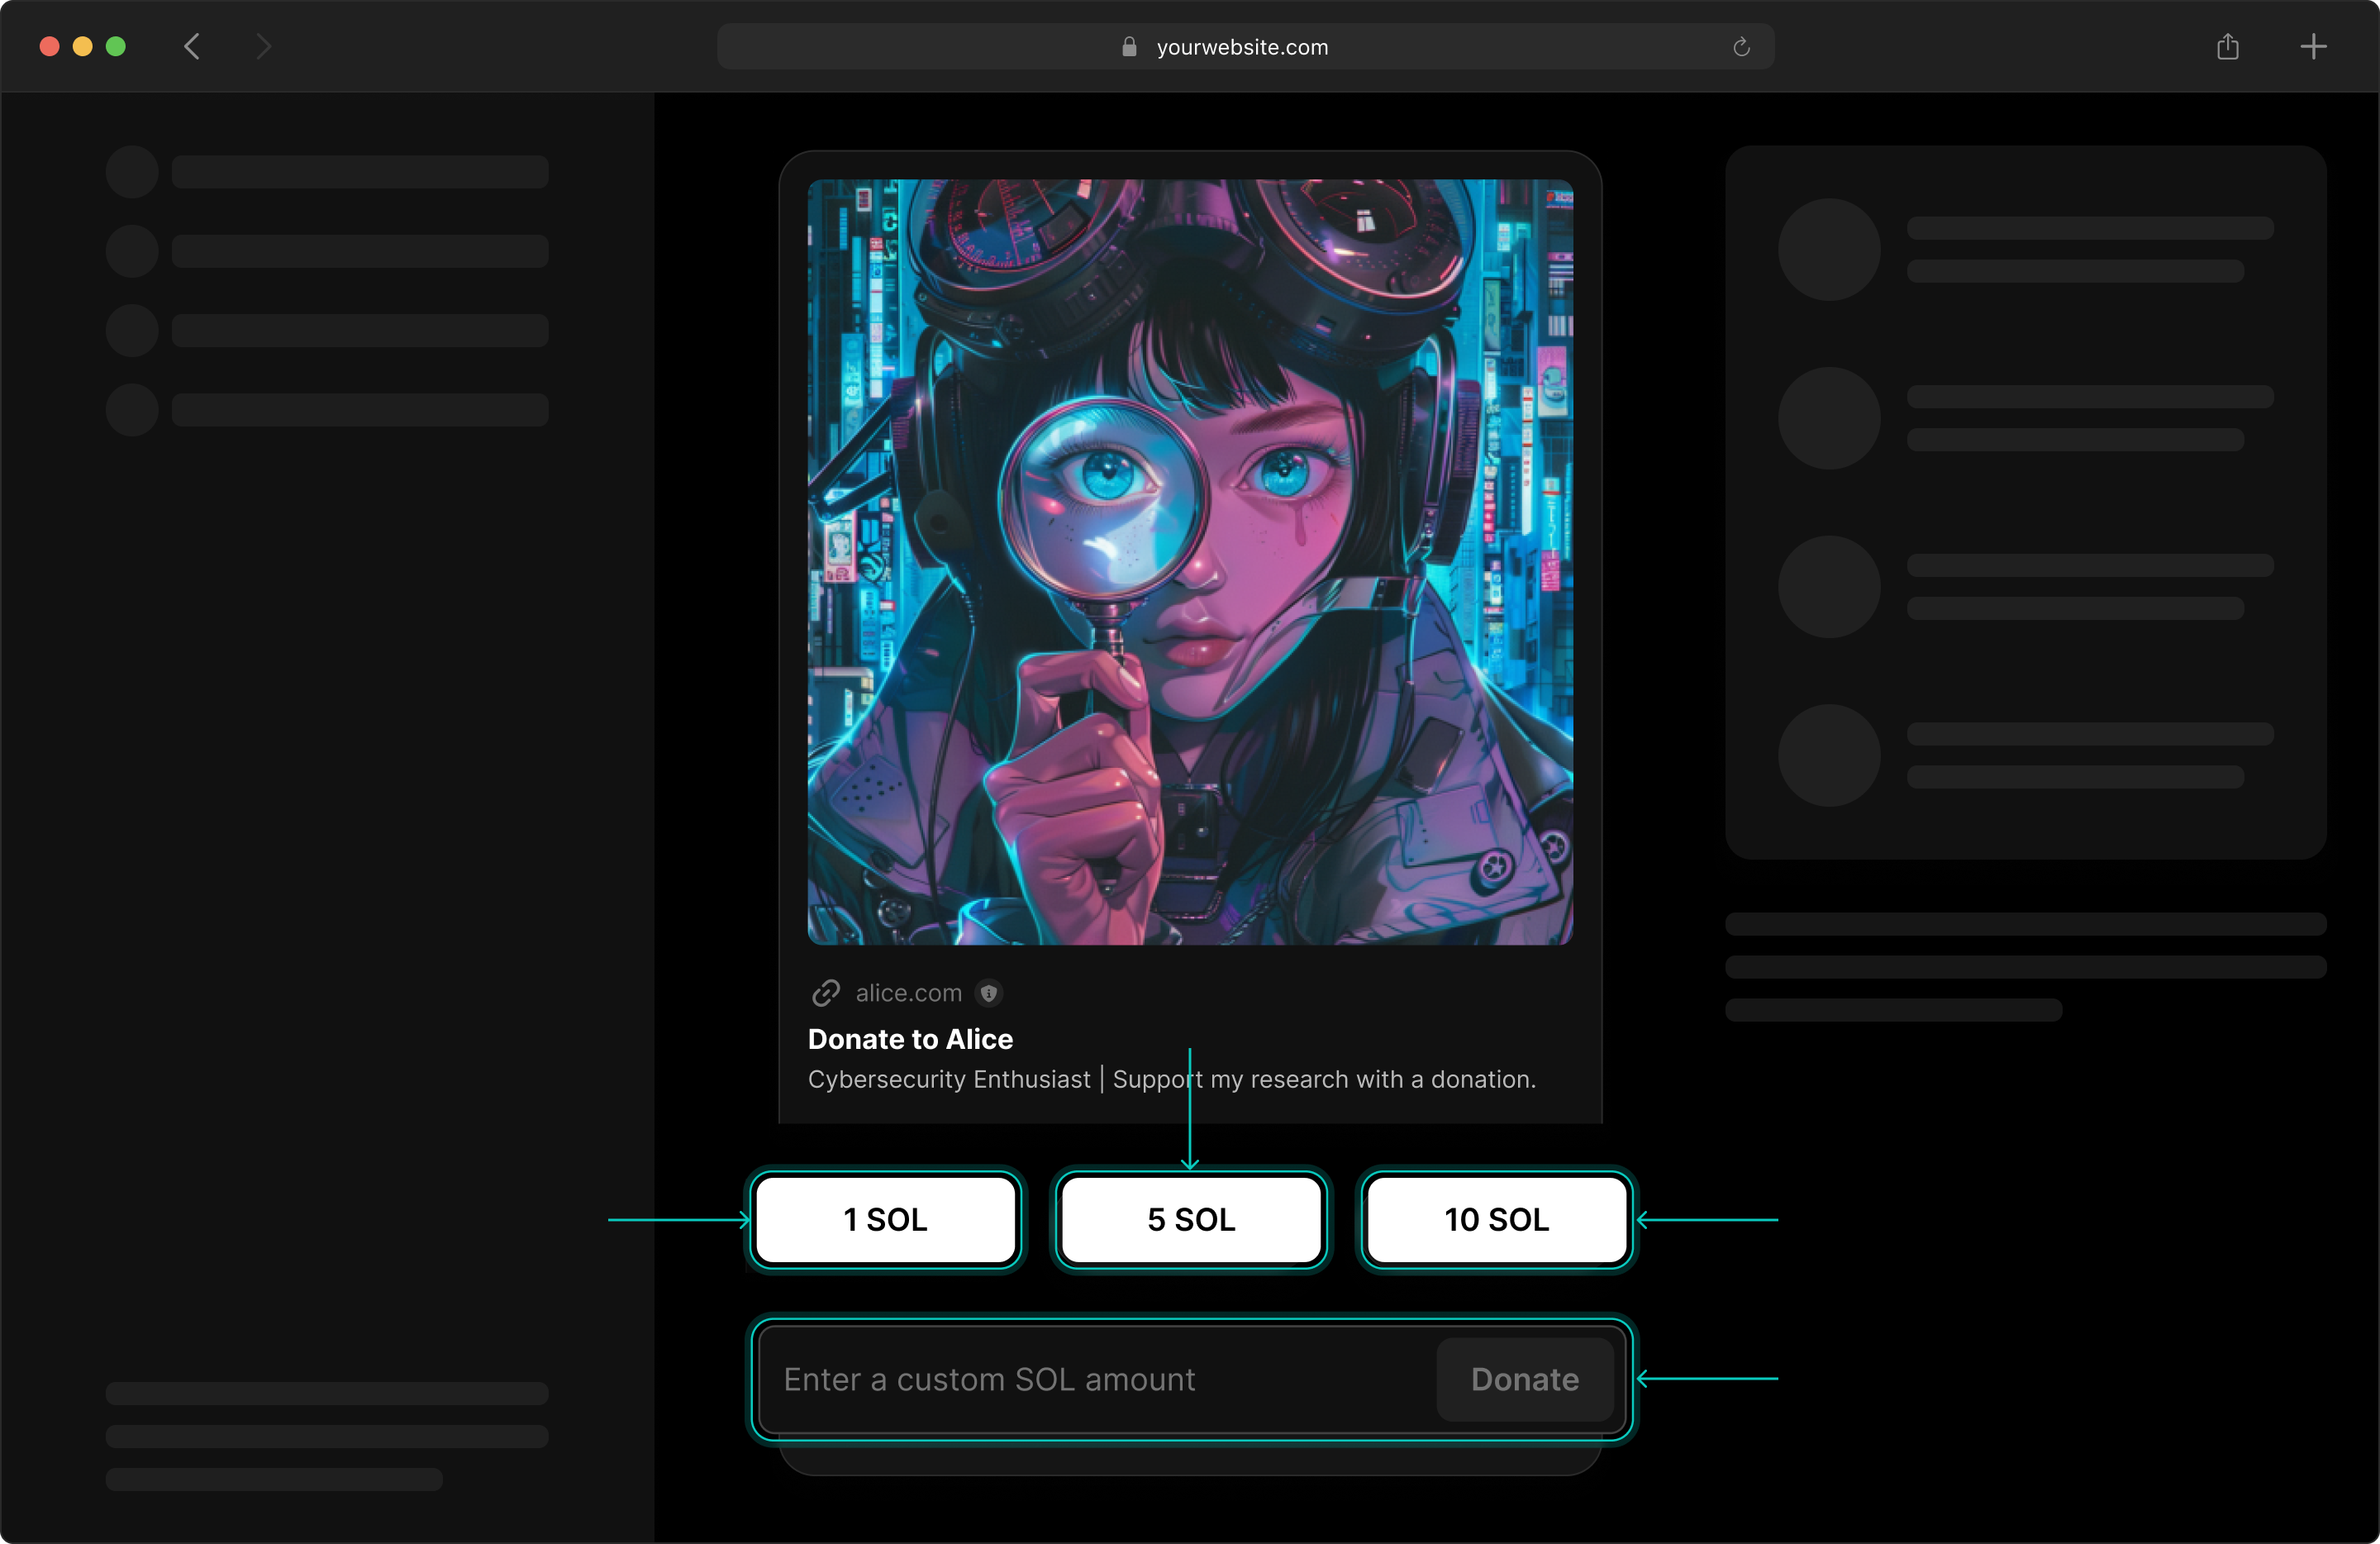 yourwebsite.com
alice.com
Donate to Alice
Cybersecurity Enthusiast | Support my research with a donation.
1 SOL
5 SOL
10 SOL
Enter a custom SOL amount
Donate